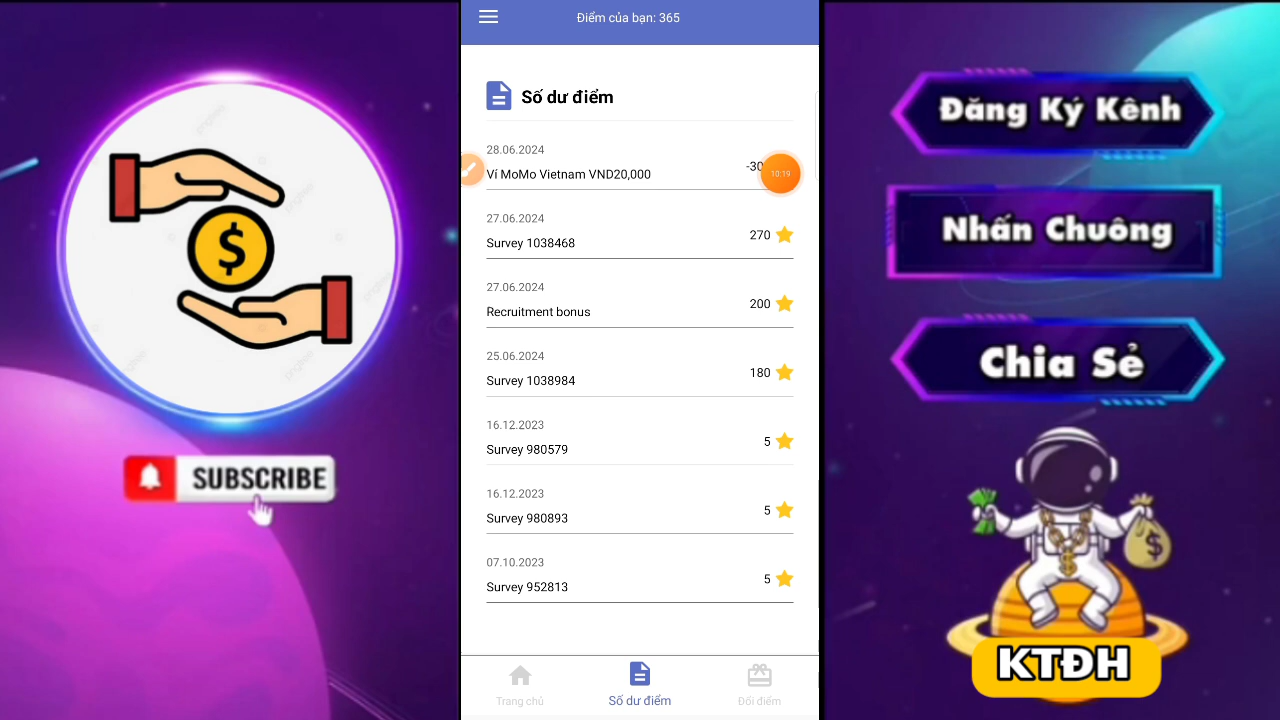 SUBSCRIBE
Điểm của bạn: 365
Số dư điểm
28.06.2024
Ví MoMo Vietnam VND20,000
-30
10:19
27.06.2024
Survey 1038468
270
27.06.2024
Recruitment bonus
200
25.06.2024
Survey 1038984
180
16.12.2023
Survey 980579
5
16.12.2023
Survey 980893
5
07.10.2023
Survey 952813
5
Trang chủ
Số dư điểm
Đổi điểm
Đăng Ký Kênh
Nhấn Chuông
Chia Sẻ
KTĐH